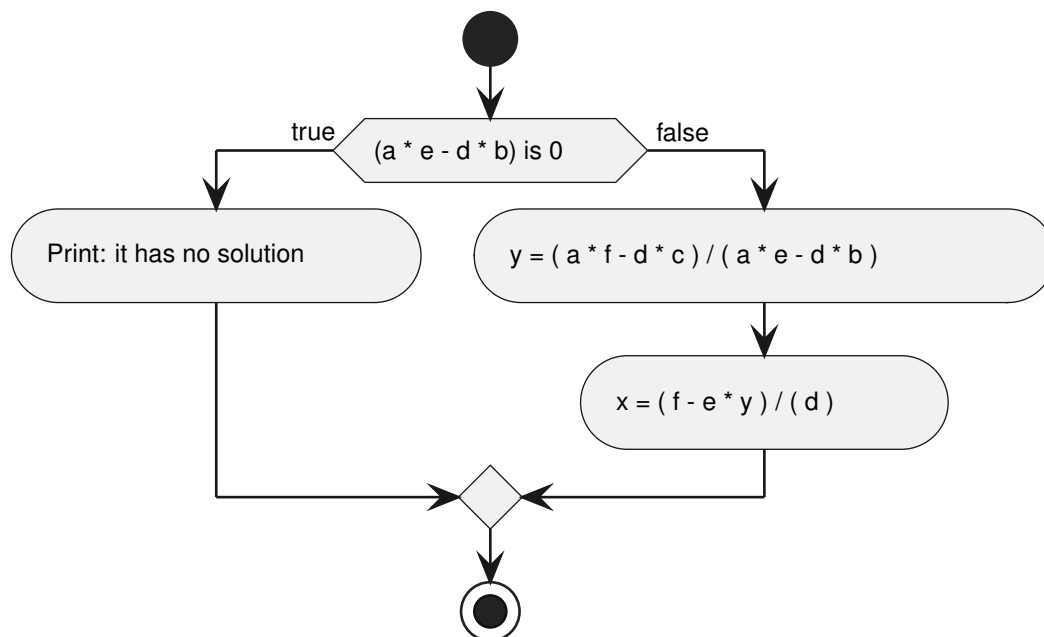 true
(a * e - d * b) is 0
false
Print: it has no solution
y = ( a * f - d * c ) / ( a * e - d * b )
x = ( f - e * y ) / ( d )